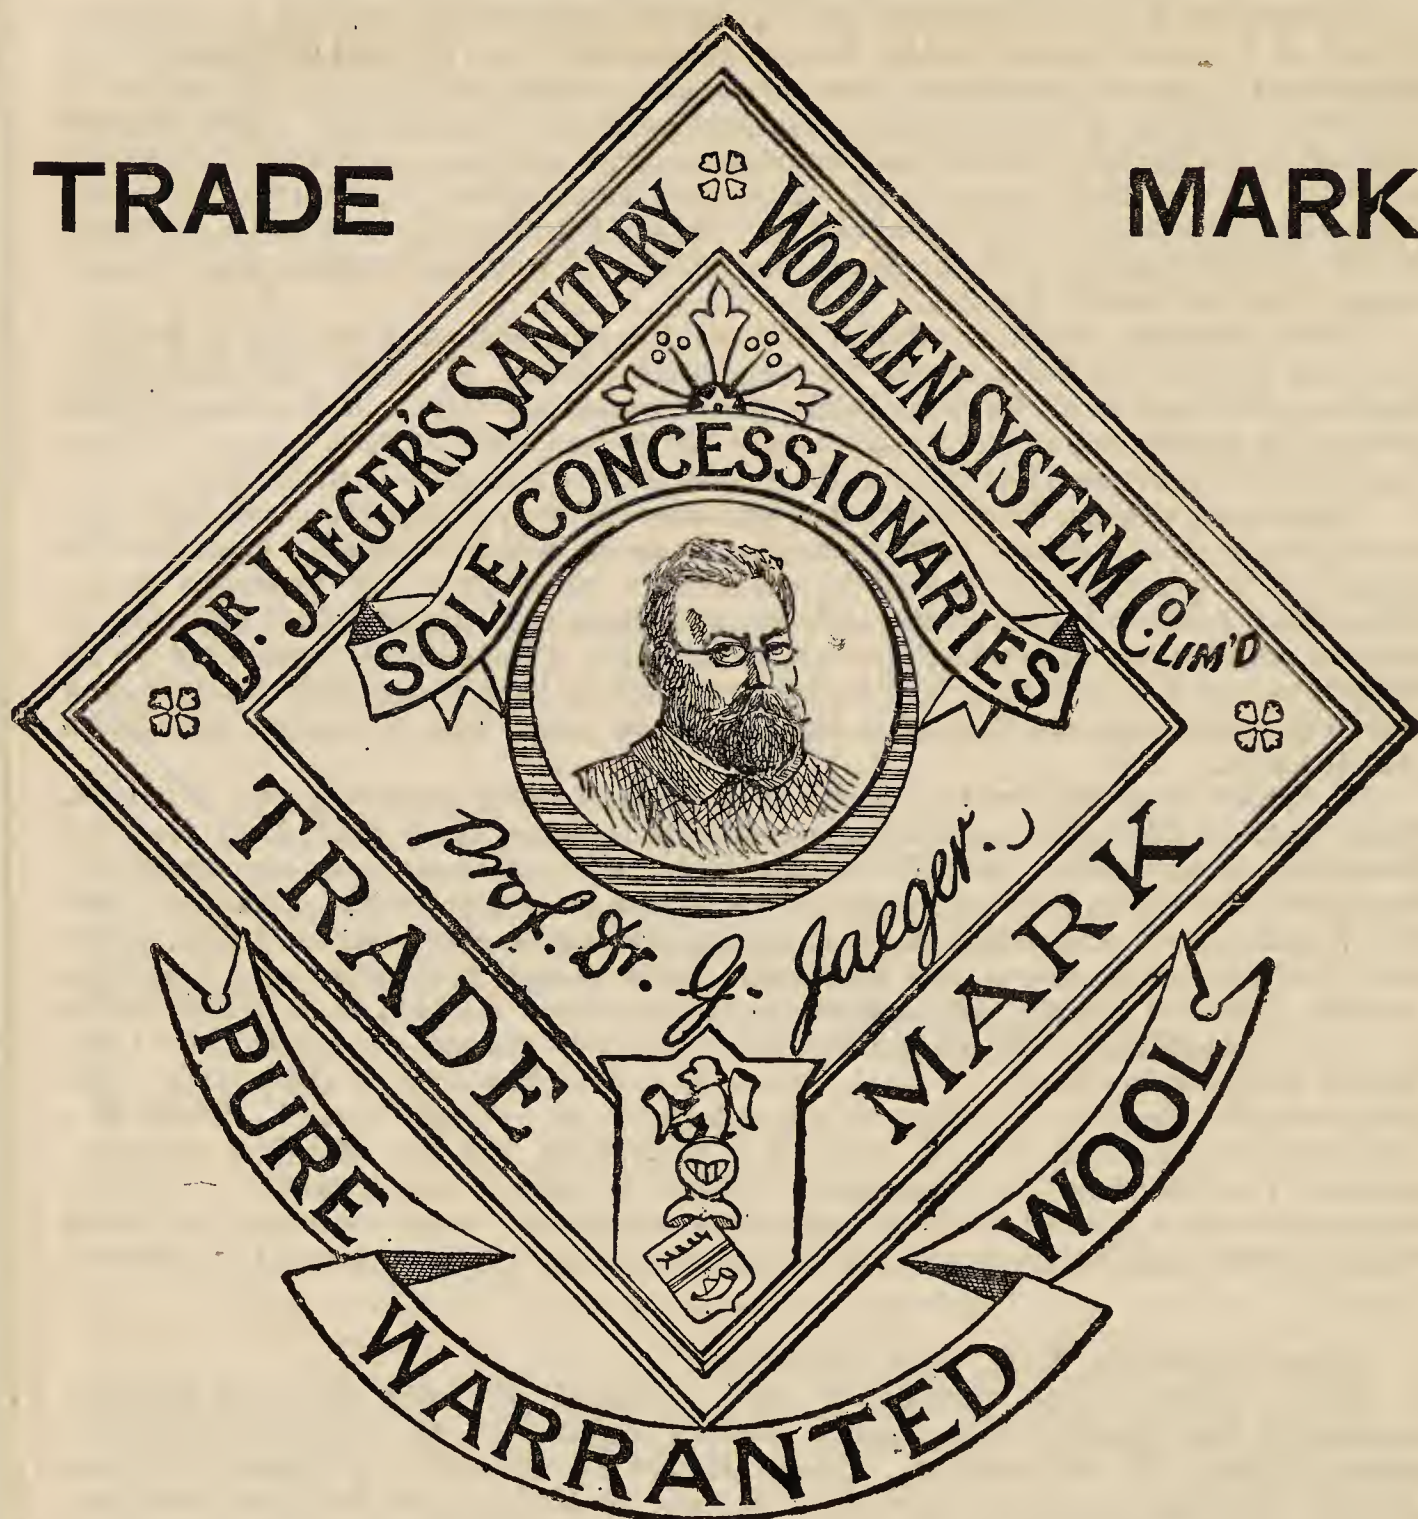 TRADE MARK
DR. JAEGER'S SANITARY WOOLLEN SYSTEM CO. LIM'D
SOLE CONCESSIONARIES
Prof. Dr. G. Jaeger.
TRADE MARK
PURE WARRANTED WOOL